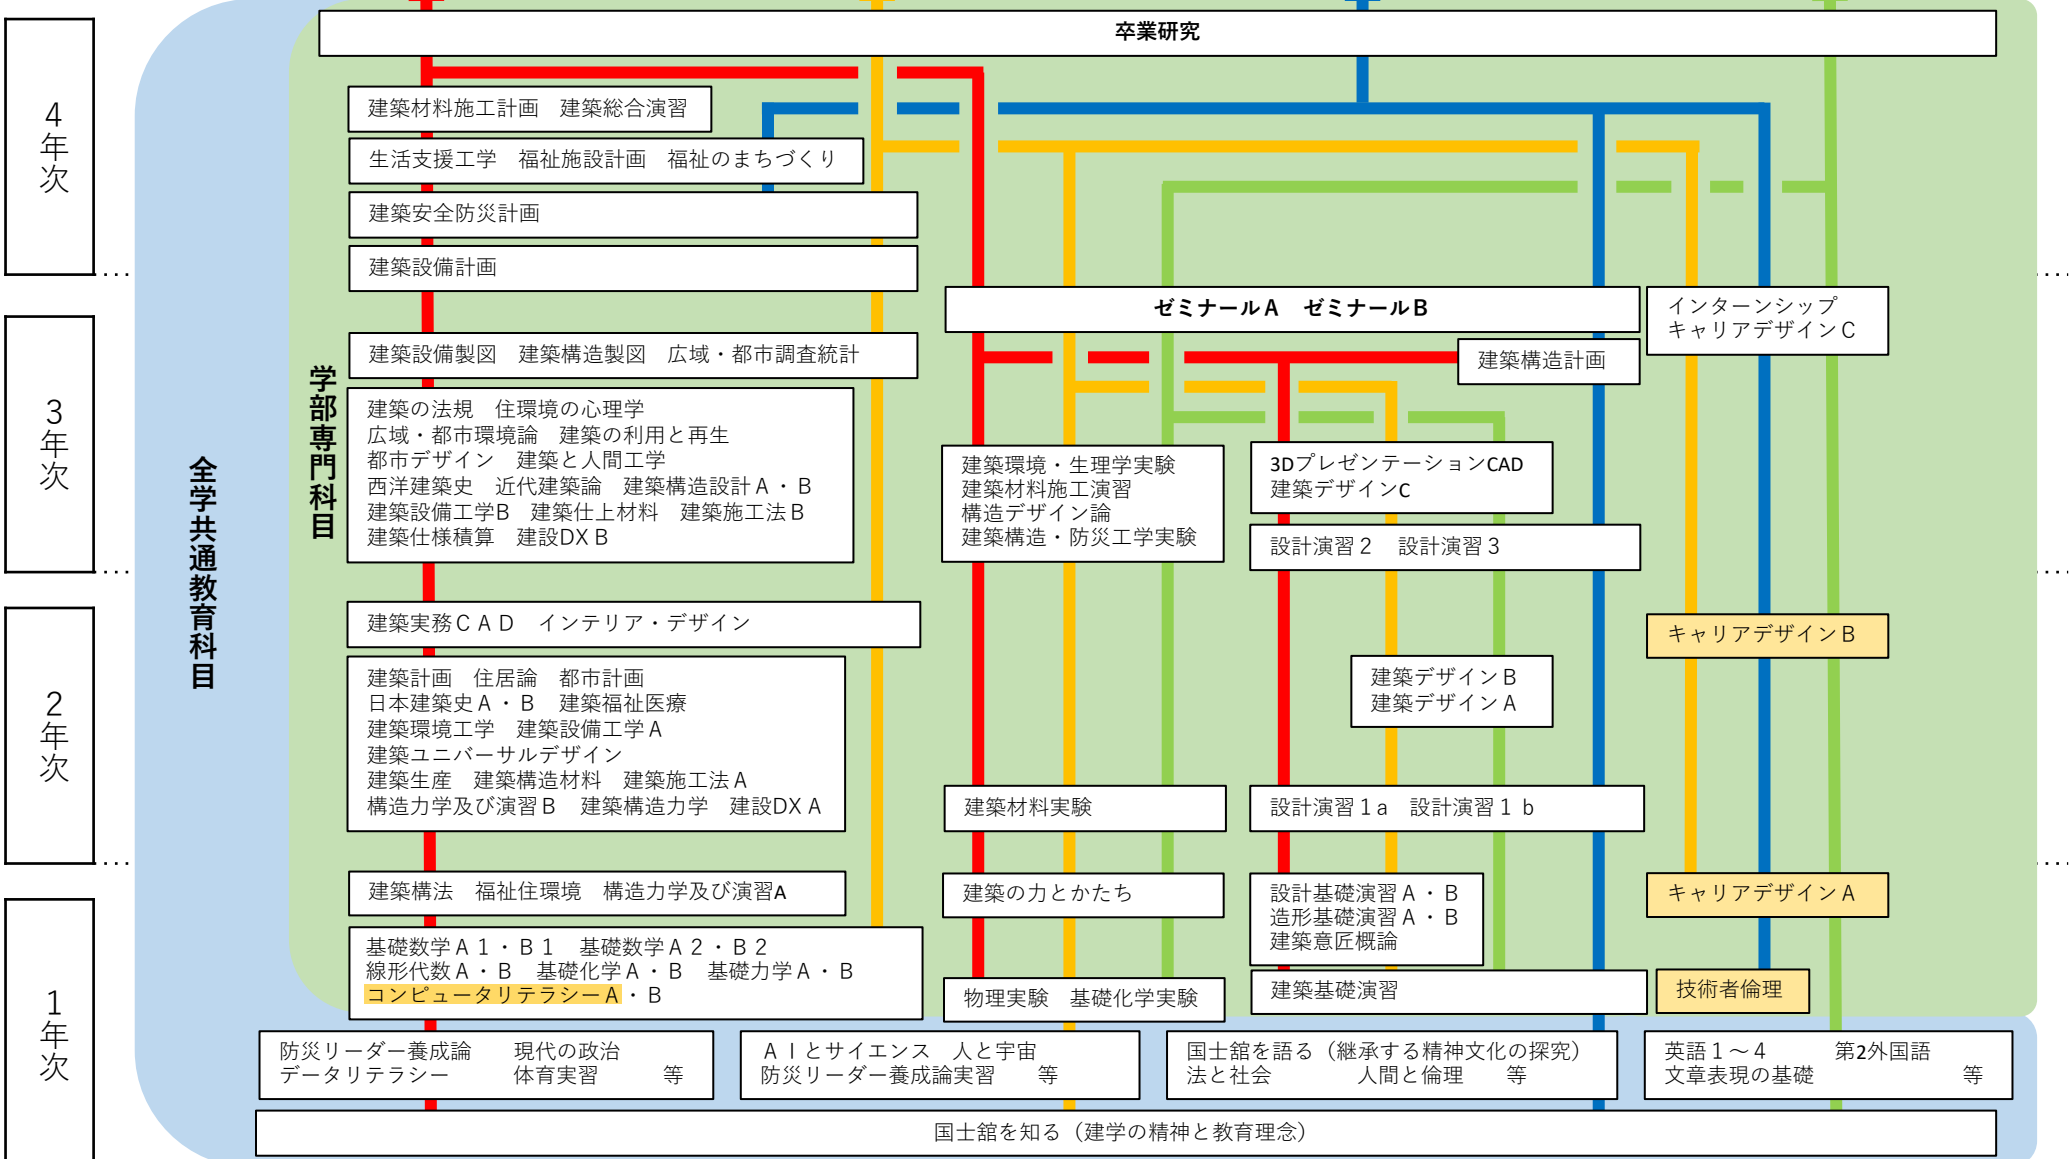 卒業研究
4年次
建築材料施工計画　建築総合演習
生活支援工学　福祉施設計画　福祉のまちづくり
建築安全防災計画
建築設備計画
ゼミナールA　ゼミナールB
インターンシップ
キャリアデザインC
3年次
学部専門科目
全学共通教育科目
建築設備製図　建築構造製図　広域・都市調査統計
建築構造計画
建築の法規　住環境の心理学
広域・都市環境論　建築の利用と再生
都市デザイン　建築と人間工学
西洋建築史　近代建築論　建築構造設計A・B
建築設備工学B　建築仕上材料　建築施工法B
建築仕様積算　建設DX B
建築環境・生理学実験
建築材料施工演習
構造デザイン論
建築構造・防災工学実験
3DプレゼンテーションCAD
建築デザインC
設計演習2　設計演習3
2年次
建築実務CAD　インテリア・デザイン
キャリアデザインB
建築計画　住居論　都市計画
日本建築史A・B　建築福祉医療
建築環境工学　建築設備工学A
建築ユニバーサルデザイン
建築生産　建築構造材料　建築施工法A
構造力学及び演習B　建築構造力学　建設DX A
建築デザインB
建築デザインA
建築材料実験
設計演習1a　設計演習1b
1年次
建築構法　福祉住環境　構造力学及び演習A
建築の力とかたち
設計基礎演習A・B
造形基礎演習A・B
建築意匠概論
キャリアデザインA
基礎数学A1・B1　基礎数学A2・B2
線形代数A・B　基礎化学A・B　基礎力学A・B
コンピュータリテラシーA・B
物理実験　基礎化学実験
建築基礎演習
技術者倫理
防災リーダー養成論　現代の政治
データリテラシー　体育実習　等
AIとサイエンス　人と宇宙
防災リーダー養成論実習　等
国士舘を語る（継承する精神文化の探究）
法と社会　人間と倫理　等
英語1～4　第2外国語
文章表現の基礎　等
国士舘を知る（建学の精神と教育理念）